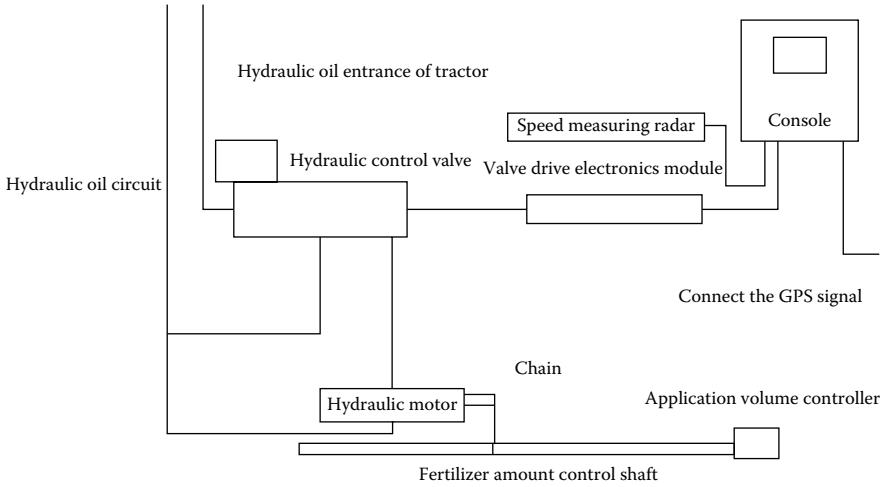 Hydraulic oil entrance of tractor
Speed measuring radar
Console
Hydraulic control valve
Valve drive electronics module
Hydraulic oil circuit
Connect the GPS signal
Chain
Hydraulic motor
Application volume controller
Fertilizer amount control shaft